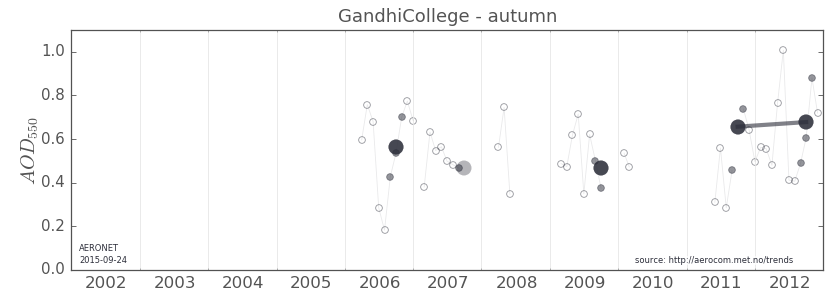 GandhiCollege - autumn
1.0
0.8
0.6
0.4
0.2
0.0
AOD550
AERONET
2015-09-24
source: http://aerocom.met.no/trends
2002 2003 2004 2005 2006 2007 2008 2009 2010 2011 2012